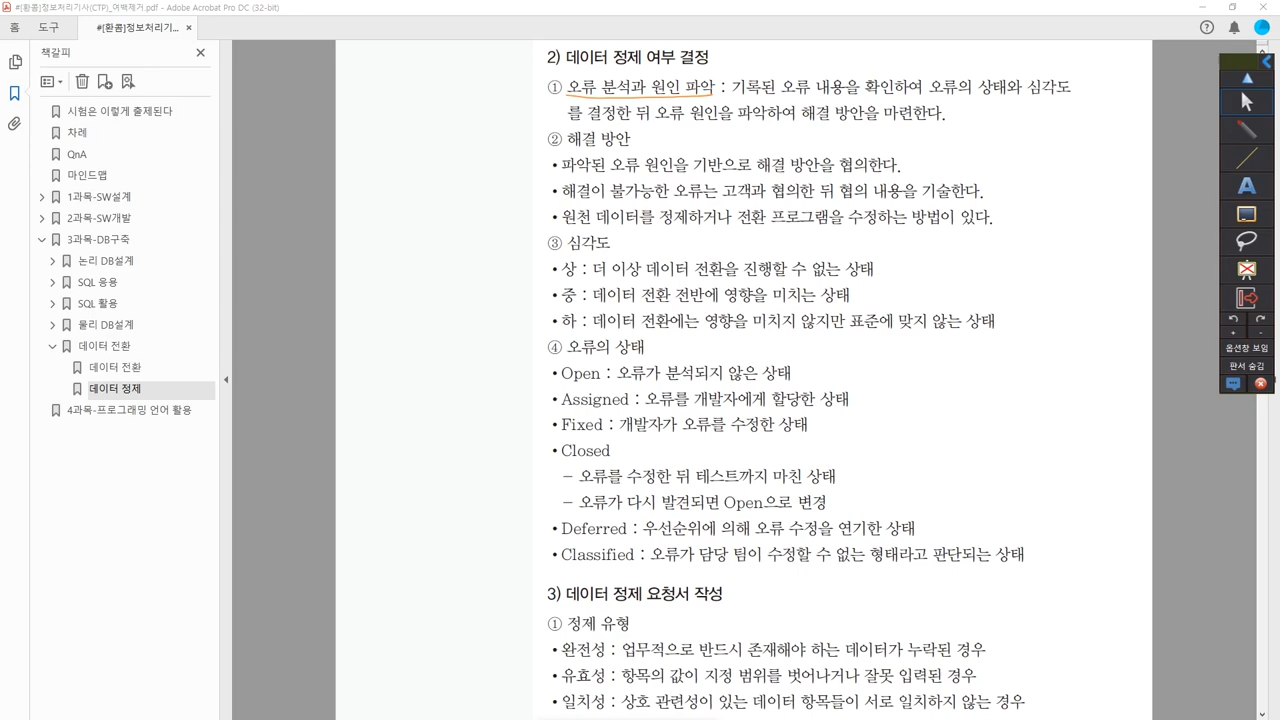 #[환콤]정보처리기사(CTP)_여백제거.pdf - Adobe Acrobat Pro DC (32-bit)
홈 도구 #[환콤]정보처리기... ×
책갈피
시험은 이렇게 출제된다
차례
QnA
마인드맵
1과목-SW설계
2과목-SW개발
3과목-DB구축
논리 DB설계
SQL 응용
SQL 활용
물리 DB설계
데이터 전환
데이터 전환
데이터 정제
4과목-프로그래밍 언어 활용
2) 데이터 정제 여부 결정
① 오류 분석과 원인 파악 : 기록된 오류 내용을 확인하여 오류의 상태와 심각도
를 결정한 뒤 오류 원인을 파악하여 해결 방안을 마련한다.
② 해결 방안
• 파악된 오류 원인을 기반으로 해결 방안을 협의한다.
• 해결이 불가능한 오류는 고객과 협의한 뒤 협의 내용을 기술한다.
• 원천 데이터를 정제하거나 전환 프로그램을 수정하는 방법이 있다.
③ 심각도
• 상 : 더 이상 데이터 전환을 진행할 수 없는 상태
• 중 : 데이터 전환 전반에 영향을 미치는 상태
• 하 : 데이터 전환에는 영향을 미치지 않지만 표준에 맞지 않는 상태
④ 오류의 상태
• Open : 오류가 분석되지 않은 상태
• Assigned : 오류를 개발자에게 할당한 상태
• Fixed : 개발자가 오류를 수정한 상태
• Closed
– 오류를 수정한 뒤 테스트까지 마친 상태
– 오류가 다시 발견되면 Open으로 변경
• Deferred : 우선순위에 의해 오류 수정을 연기한 상태
• Classified : 오류가 담당 팀이 수정할 수 없는 형태라고 판단되는 상태
3) 데이터 정제 요청서 작성
① 정제 유형
• 완전성 : 업무적으로 반드시 존재해야 하는 데이터가 누락된 경우
• 유효성 : 항목의 값이 지정 범위를 벗어나거나 잘못 입력된 경우
• 일치성 : 상호 관련성이 있는 데이터 항목들이 서로 일치하지 않는 경우
A
옵션창 보임
판서 숨김